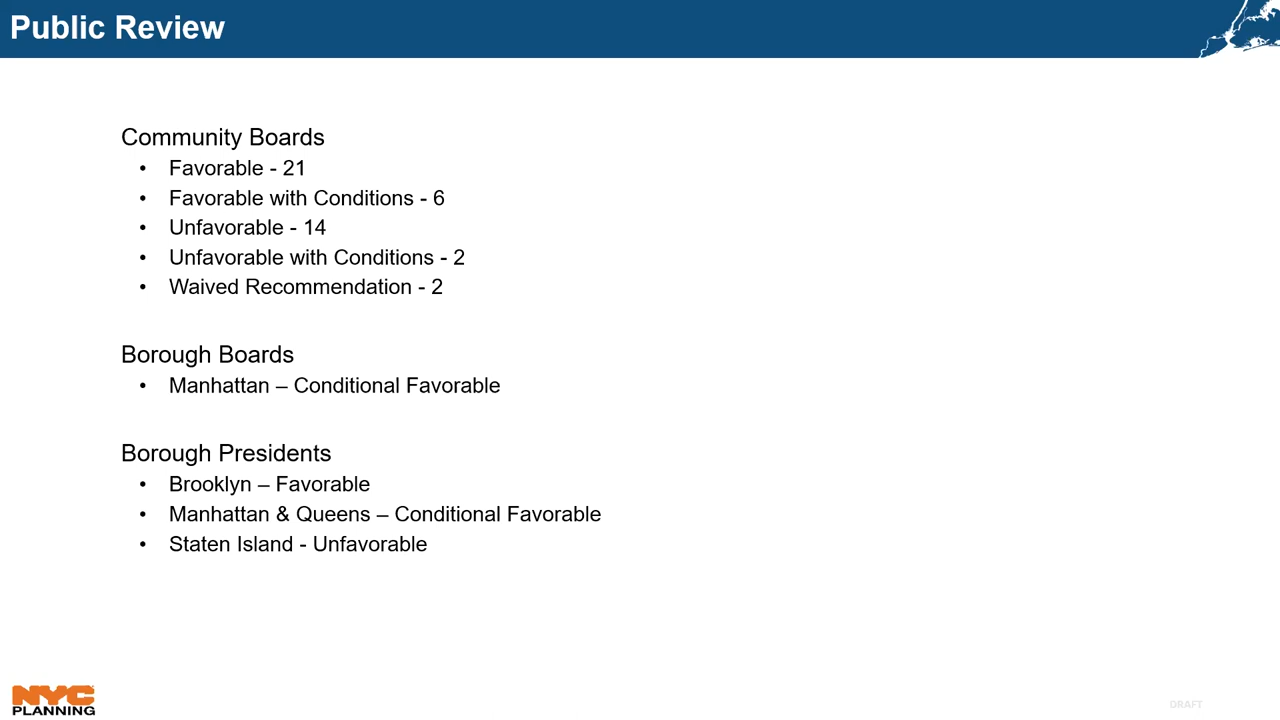 Public Review
Community Boards
• Favorable - 21
• Favorable with Conditions - 6
• Unfavorable - 14
• Unfavorable with Conditions - 2
• Waived Recommendation - 2
Borough Boards
• Manhattan – Conditional Favorable
Borough Presidents
• Brooklyn – Favorable
• Manhattan & Queens – Conditional Favorable
• Staten Island - Unfavorable
NYC
PLANNING
DRAFT